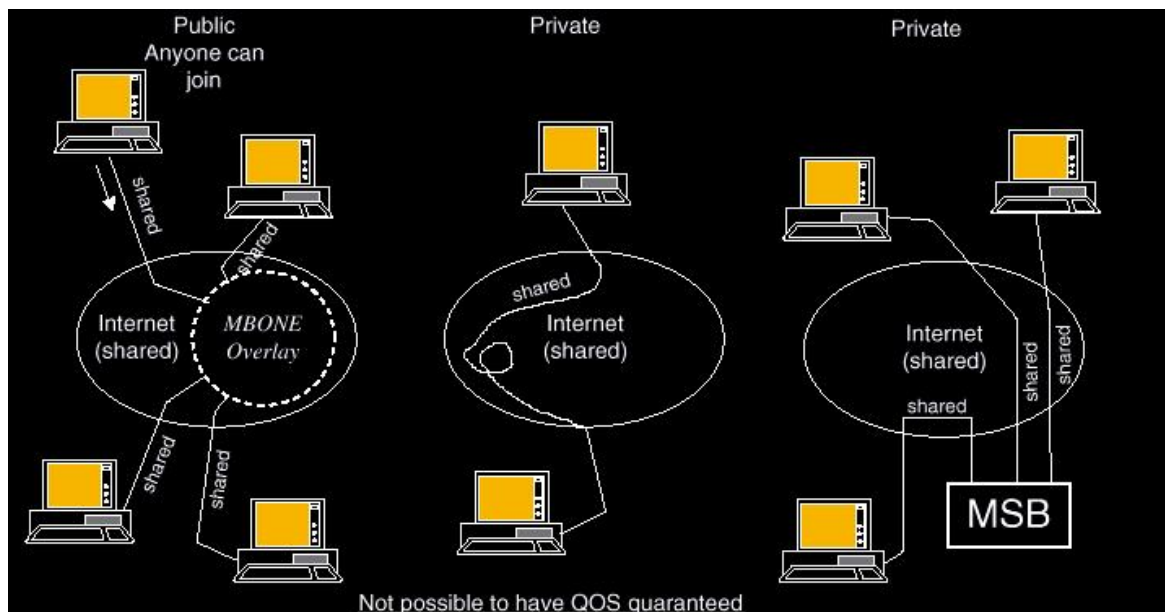 Public
Anyone can
join
shared
shared
Internet
(shared)
MBONE
Overlay
shared
shared
Private
shared
Internet
(shared)
Private
Internet
(shared)
shared
shared
shared
MSB
Not possible to have QOS guaranteed